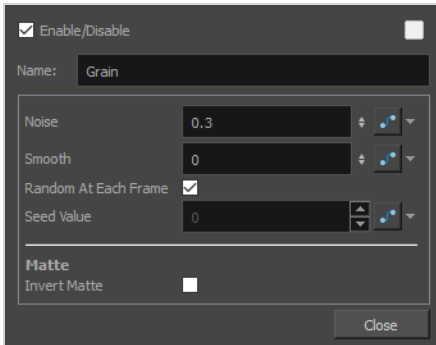 Enable/Disable
Name: Grain
Noise 0.3
Smooth 0
Random At Each Frame
Seed Value 0
Matte
Invert Matte
Close